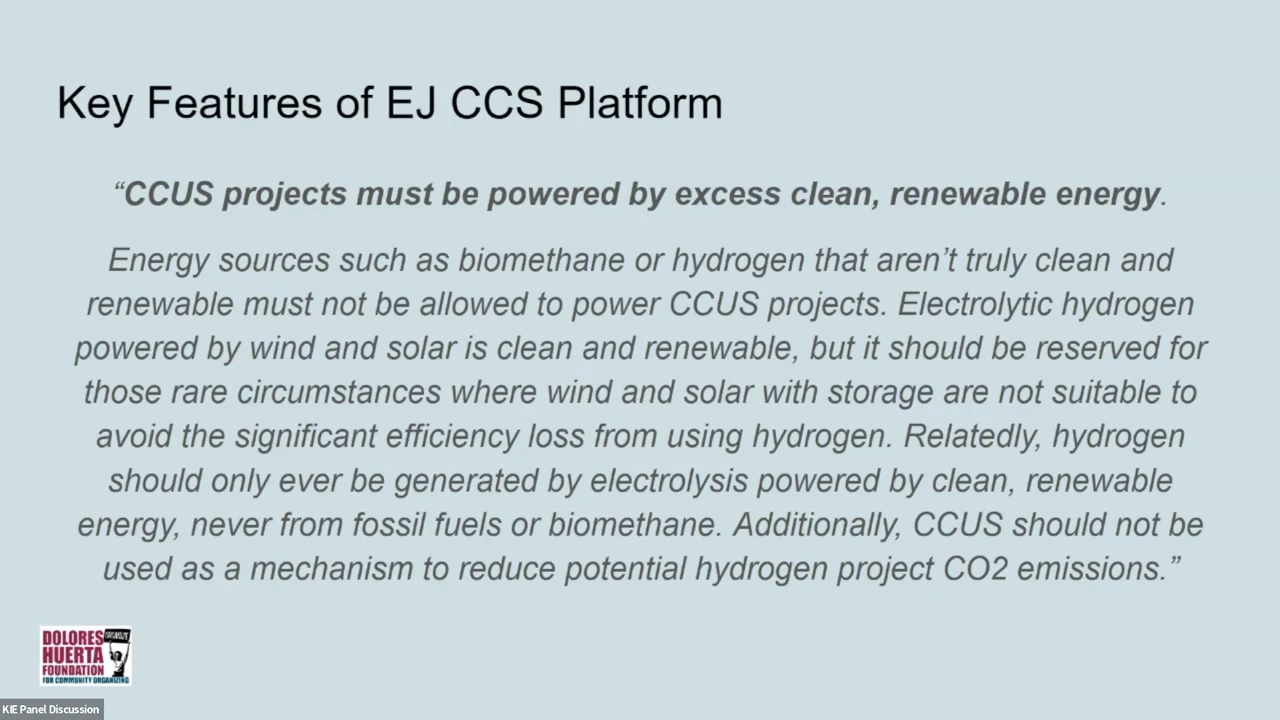 Key Features of EJ CCS Platform
“CCUS projects must be powered by excess clean, renewable energy.
Energy sources such as biomethane or hydrogen that aren’t truly clean and
renewable must not be allowed to power CCUS projects. Electrolytic hydrogen
powered by wind and solar is clean and renewable, but it should be reserved for
those rare circumstances where wind and solar with storage are not suitable to
avoid the significant efficiency loss from using hydrogen. Relatedly, hydrogen
should only ever be generated by electrolysis powered by clean, renewable
energy, never from fossil fuels or biomethane. Additionally, CCUS should not be
used as a mechanism to reduce potential hydrogen project CO2 emissions.”
DOLORES
HUERTA
FOUNDATION
FOR COMMUNITY ORGANIZING
KIE Panel Discussion